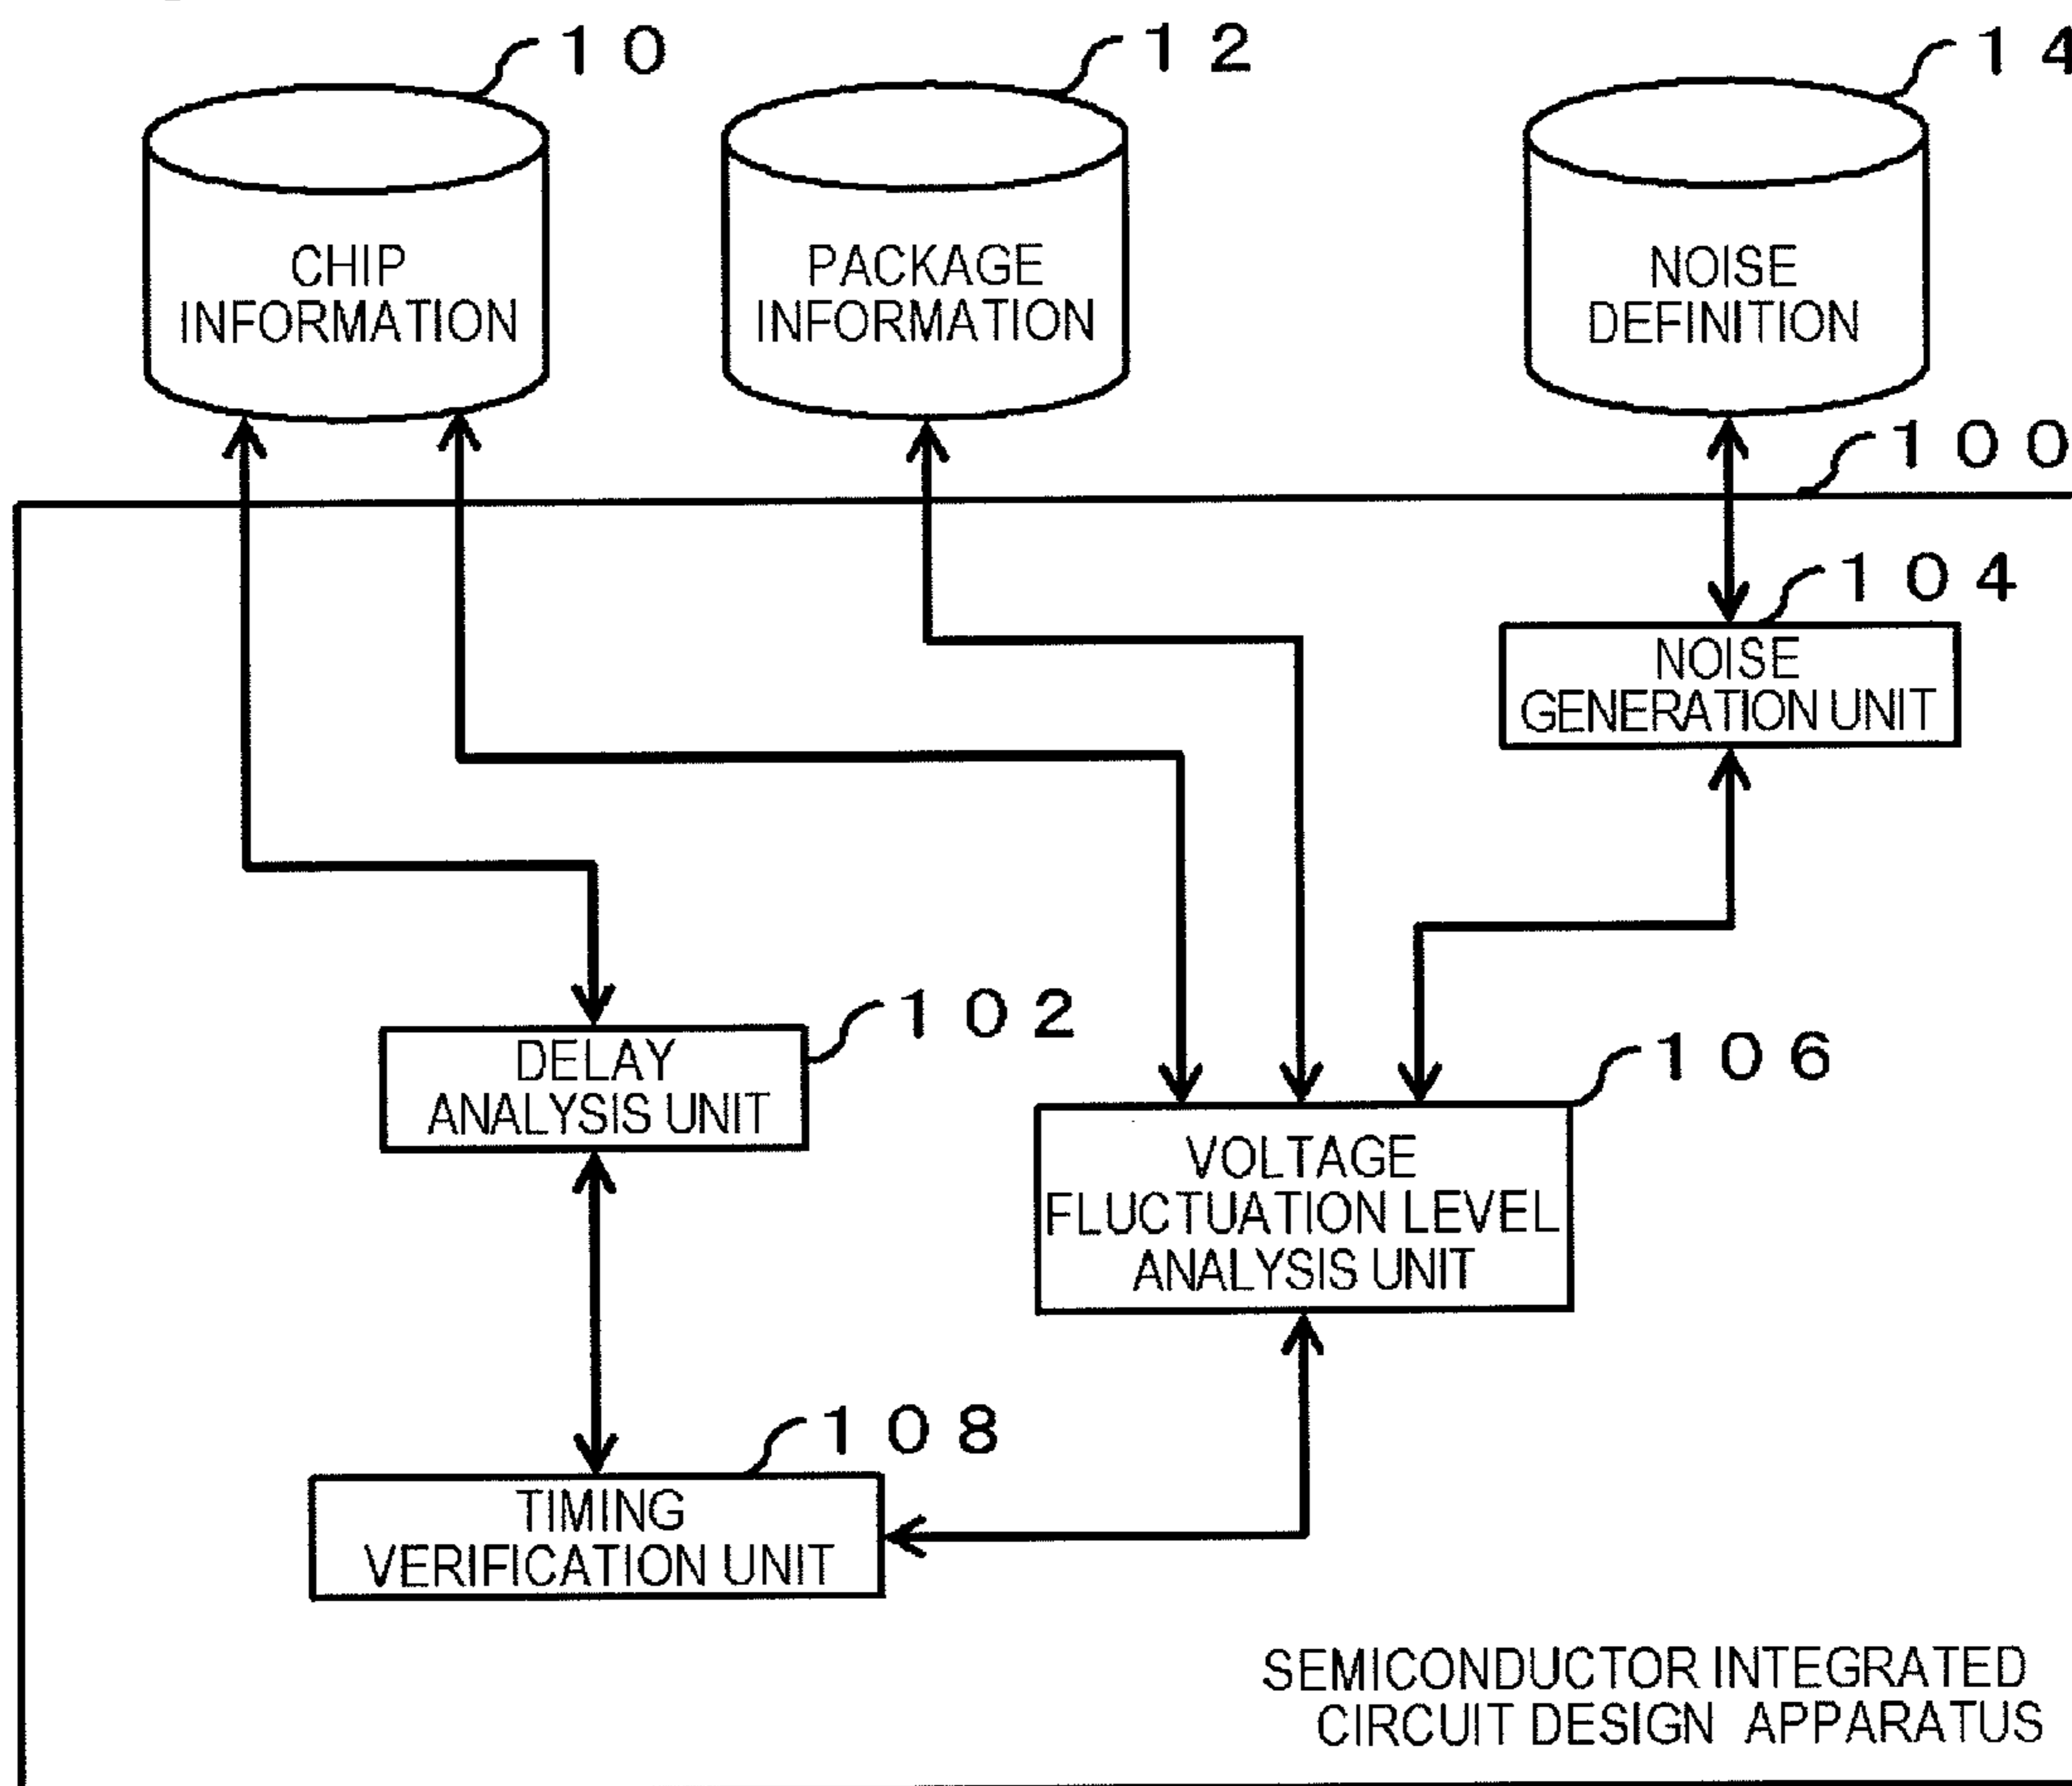 10
12
14
CHIP
INFORMATION
PACKAGE
INFORMATION
NOISE
DEFINITION
100
104
NOISE
GENERATION UNIT
102
DELAY
ANALYSIS UNIT
106
VOLTAGE
FLUCTUATION LEVEL
ANALYSIS UNIT
108
TIMING
VERIFICATION UNIT
SEMICONDUCTOR INTEGRATED
CIRCUIT DESIGN APPARATUS